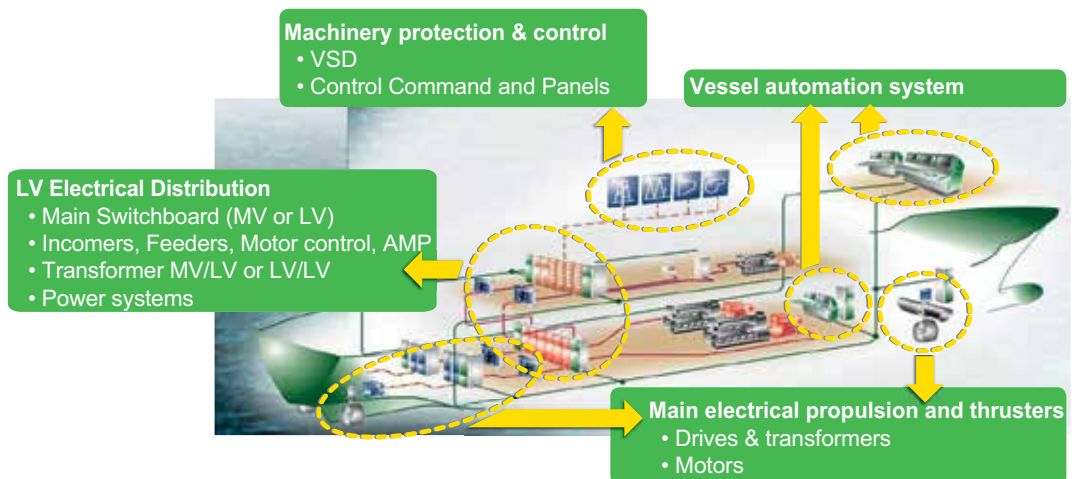 Machinery protection & control
• VSD
• Control Command and Panels
Vessel automation system
LV Electrical Distribution
• Main Switchboard (MV or LV)
• Incomers, Feeders, Motor control, AMP
• Transformer MV/LV or LV/LV
• Power systems
Main electrical propulsion and thrusters
• Drives & transformers
• Motors